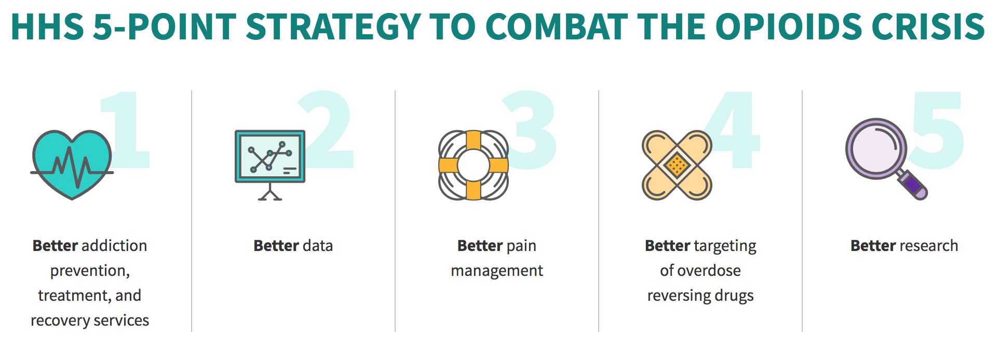 HHS 5-POINT STRATEGY TO COMBAT THE OPIOIDS CRISIS
1
Better addiction
prevention,
treatment, and
recovery services
2
Better data
3
Better pain
management
4
Better targeting
of overdose
reversing drugs
5
Better research